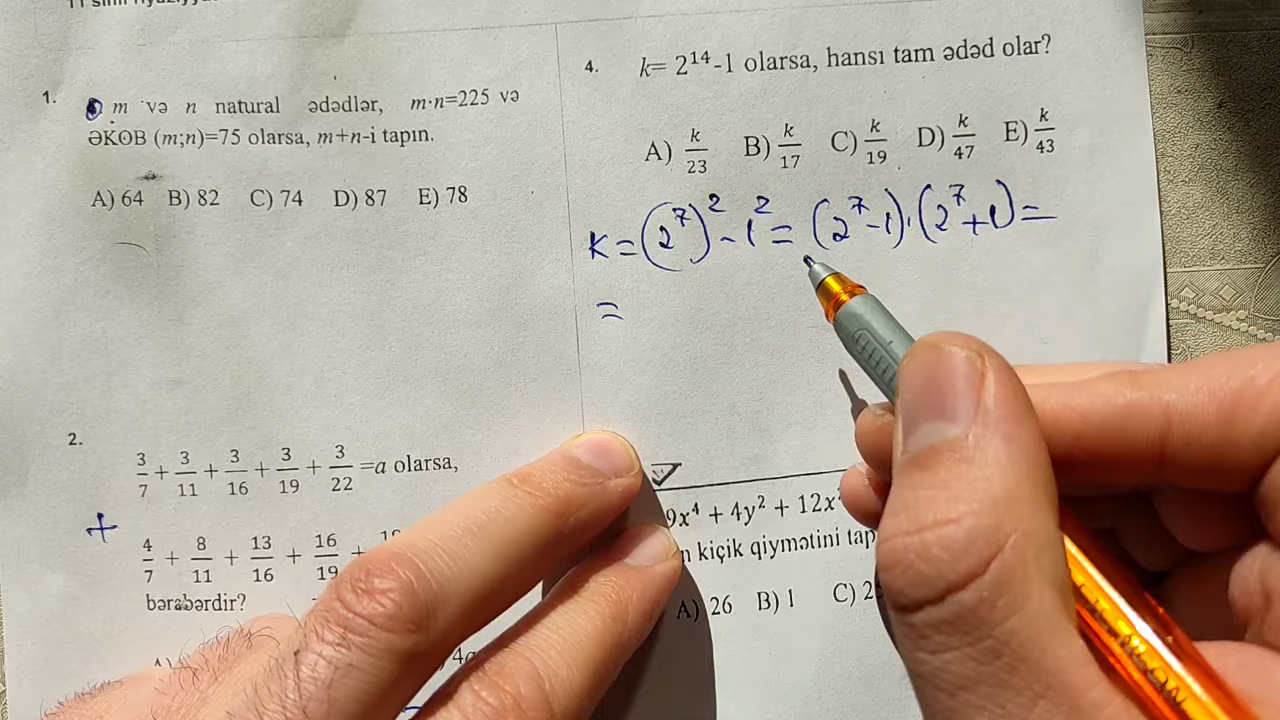 1.
m və n natural ədədlər, m·n=225 və
ƏKOB (m;n)=75 olarsa, m+n-i tapın.
A) 64 B) 82 C) 74 D) 87 E) 78
2.
3/7 + 3/11 + 3/16 + 3/19 + 3/22 =a olarsa,
+
4/7 + 8/11 + 13/16 + 16/19 +
bərabərdir?
4.
k= 2¹⁴-1 olarsa, hansı tam ədəd olar?
A) k/23 B) k/17 C) k/19 D) k/47 E) k/43
K = (2⁷)² - 1² = (2⁷-1)·(2⁷+1) =
=
9x⁴ + 4y² + 12x
kiçik qiymətini tap
A) 26 B) 1 C)